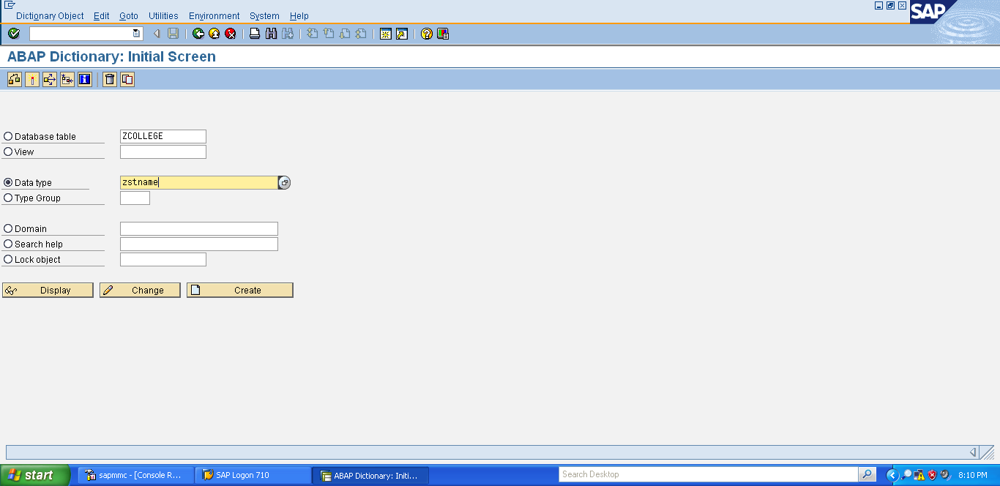 Dictionary Object Edit Goto Utilities Environment System Help
SAP
ABAP Dictionary: Initial Screen
Database table ZCOLLEGE
View
Data type zstname
Type Group
Domain
Search help
Lock object
Display Change Create
start sapmmc - [Console R... SAP Logon 710 ABAP Dictionary: Initi... Search Desktop 8:10 PM